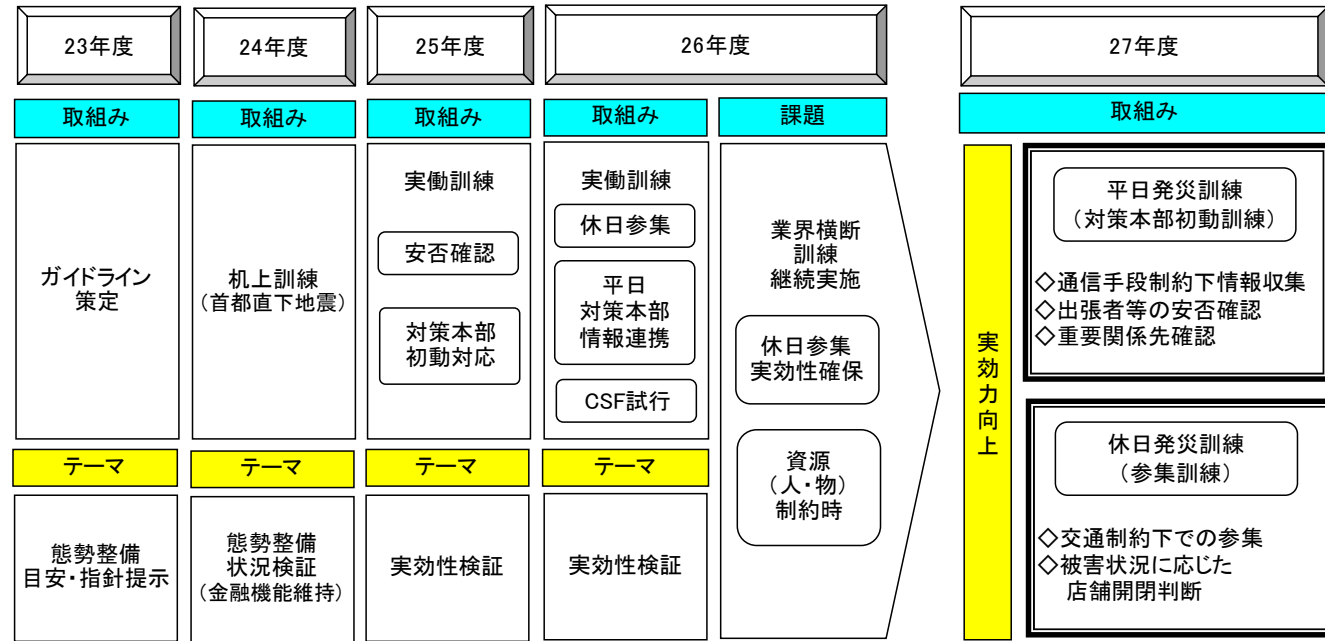 23年度
24年度
25年度
26年度
27年度
取組み
取組み
取組み
取組み
課題
取組み
ガイドライン
策定
机上訓練
(首都直下地震)
実働訓練
安否確認
対策本部
初動対応
実働訓練
休日参集
平日
対策本部
情報連携
CSF試行
業界横断
訓練
継続実施
休日参集
実効性確保
資源
(人・物)
制約時
実効力向上
平日発災訓練
(対策本部初動訓練)
◇通信手段制約下情報収集
◇出張者等の安否確認
◇重要関係先確認
休日発災訓練
(参集訓練)
◇交通制約下での参集
◇被害状況に応じた
店舗開閉判断
テーマ
テーマ
テーマ
テーマ
態勢整備
目安・指針提示
態勢整備
状況検証
(金融機能維持)
実効性検証
実効性検証